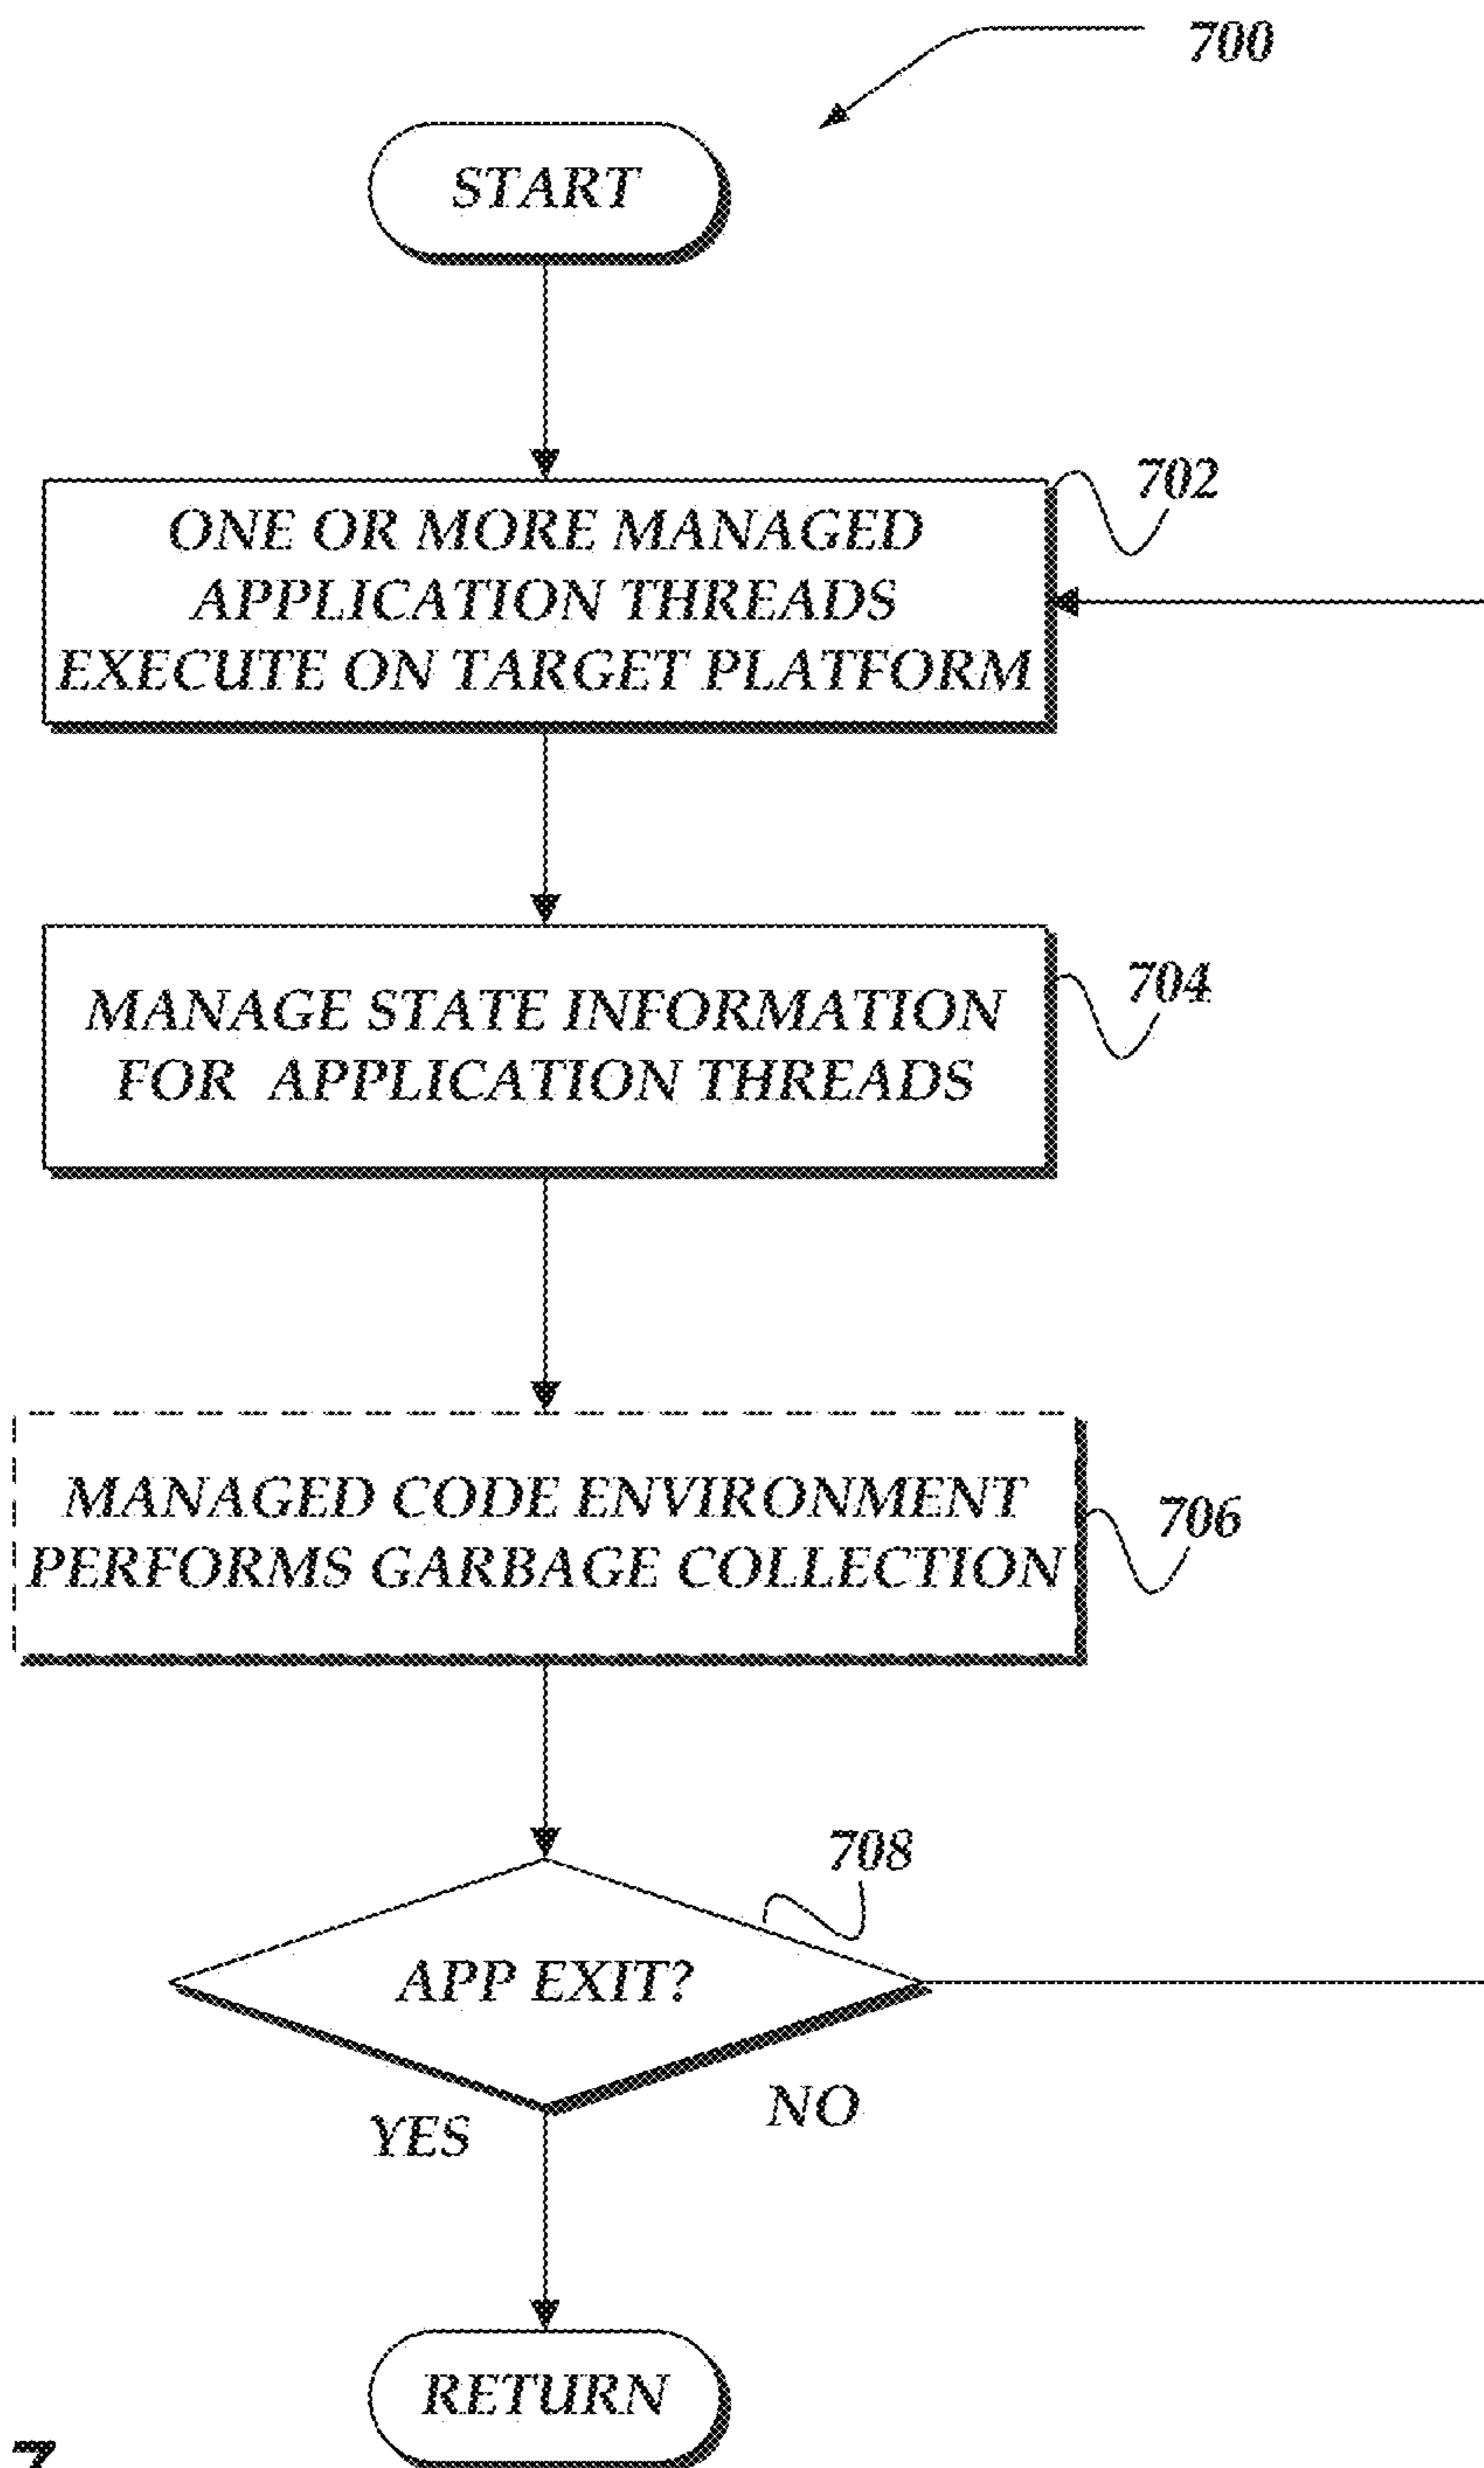 700
START
702
ONE OR MORE MANAGED
APPLICATION THREADS
EXECUTE ON TARGET PLATFORM
704
MANAGE STATE INFORMATION
FOR APPLICATION THREADS
706
MANAGED CODE ENVIRONMENT
PERFORMS GARBAGE COLLECTION
708
APP EXIT?
NO
YES
RETURN
7